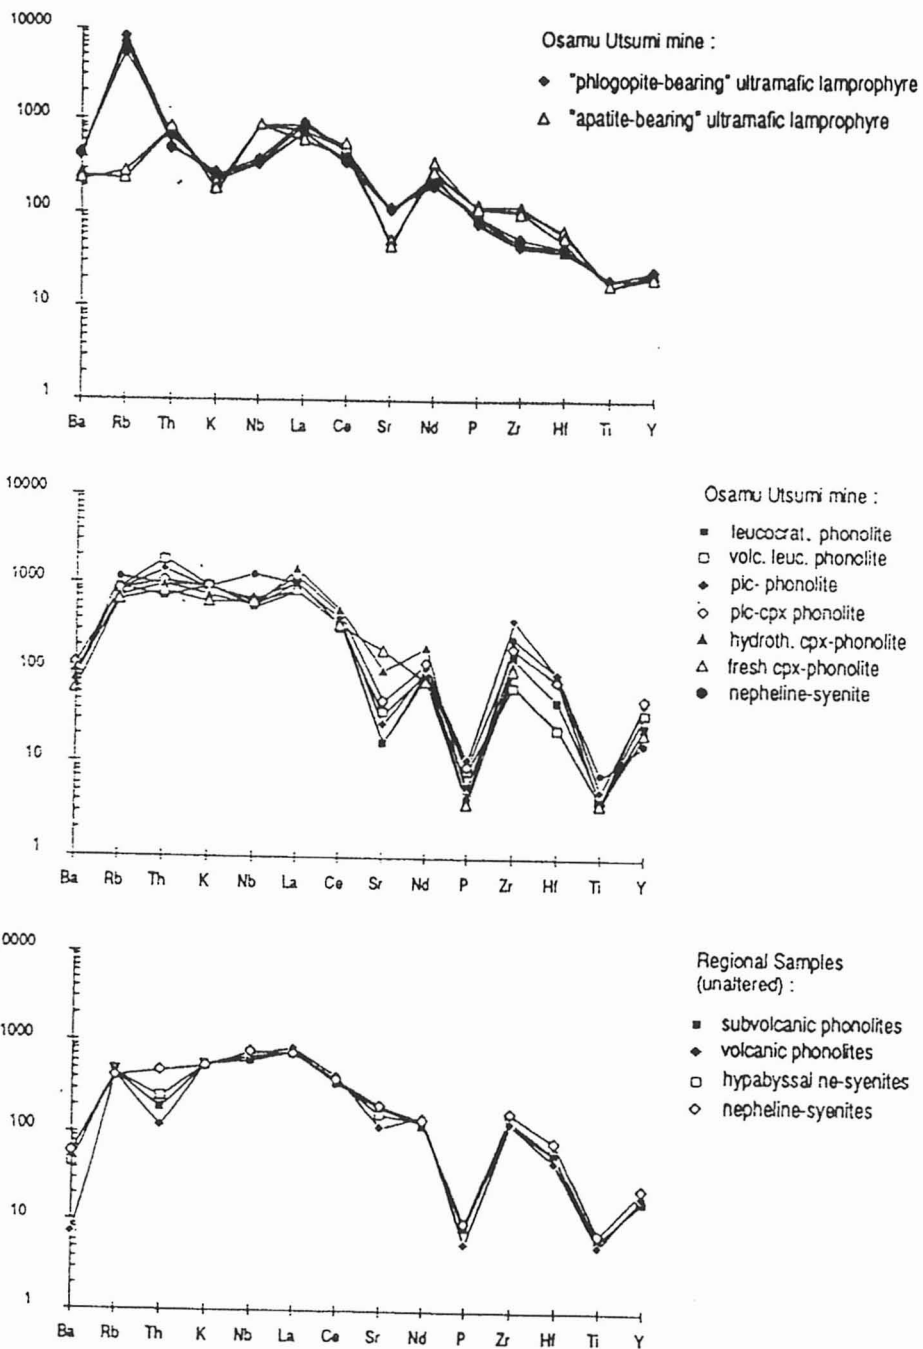 10000
1000
100
10
1
Ba Rb Th K Nb La Ce Sr Nd P Zr Hf Ti Y
Osamu Utsumi mine :
"phlogopite-bearing" ultramafic lamprophyre
"apatite-bearing" ultramafic lamprophyre
10000
1000
100
10
1
Ba Rb Th K Nb La Ce Sr Nd P Zr Hf Ti Y
Osamu Utsumi mine :
leucocrat. phonolite
volc. leuc. phonolite
plc- phonolite
plc-cpx phonolite
hydroth. cpx-phonolite
fresh cpx-phonolite
nepheline-syenite
0000
1000
100
10
1
Ba Rb Th K Nb La Ce Sr Nd P Zr Hf Ti Y
Regional Samples
(unaltered) :
subvolcanic phonolites
volcanic phonolites
hypabyssal ne-syenites
nepheline-syenites